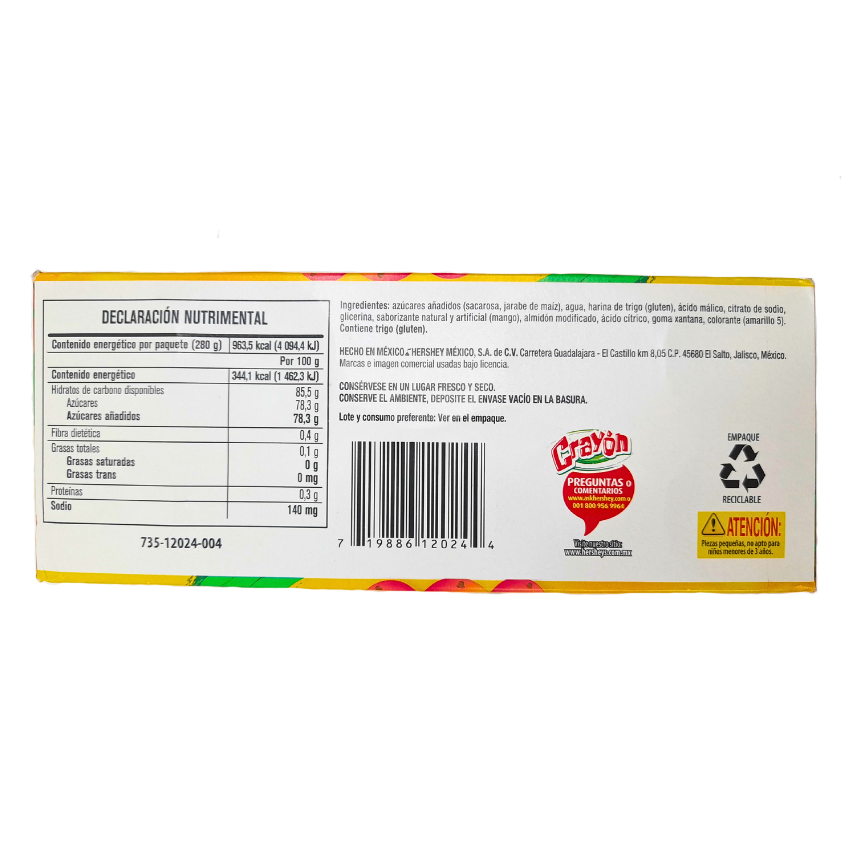 DECLARACIÓN NUTRIMENTAL
Contenido energético por paquete (280 g) 963,5 kcal (4 094,4 kJ)
Por 100 g
Contenido energético 344,1 kcal (1 462,3 kJ)
Hidratos de carbono disponibles 85,5 g
Azúcares 78,3 g
Azúcares añadidos 78,3 g
Fibra dietética 0,4 g
Grasas totales 0,1 g
Grasas saturadas 0 g
Grasas trans 0 mg
Proteínas 0,3 g
Sodio 140 mg
735-12024-004
Ingredientes: azúcares añadidos (sacarosa, jarabe de maíz), agua, harina de trigo (gluten), ácido málico, citrato de sodio,
glicerina, saborizante natural y artificial (mango), almidón modificado, ácido cítrico, goma xantana, colorante (amarillo 5).
Contiene trigo (gluten).
HECHO EN MÉXICO HERSHEY MÉXICO, S.A. de C.V. Carretera Guadalajara - El Castillo km 8,05 C.P. 45680 El Salto, Jalisco, México.
Marcas e imagen comercial usadas bajo licencia.
CONSÉRVESE EN UN LUGAR FRESCO Y SECO.
CONSERVE EL AMBIENTE, DEPOSITE EL ENVASE VACÍO EN LA BASURA.
Lote y consumo preferente: Ver en el empaque.
7 19886 12024 4
Crayón
PREGUNTAS o
COMENTARIOS
www.askhershey.com o
001 800 956 9964
Visite nuestro sitio:
www.hersheys.com.mx
EMPAQUE
RECICLABLE
ATENCIÓN:
Piezas pequeñas, no apto para
niños menores de 3 años.